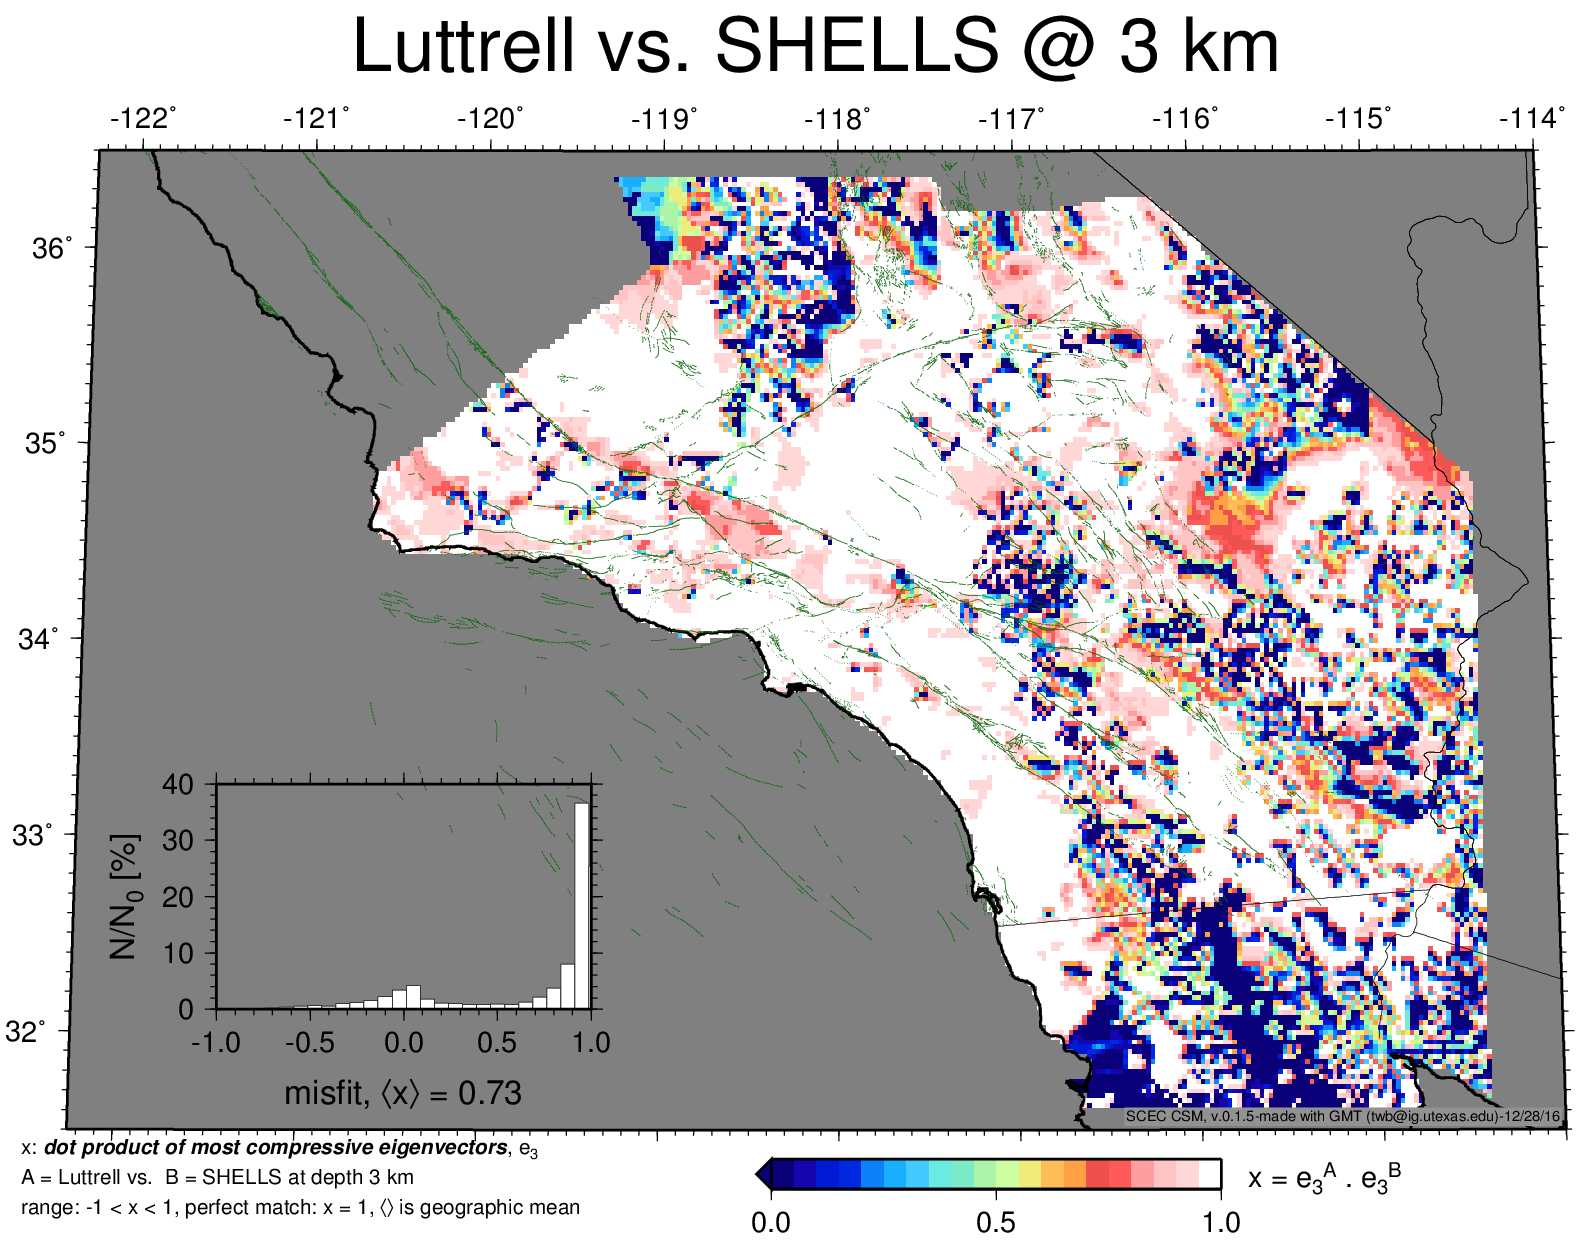 Luttrell vs. SHELLS @ 3 km
-122° -121° -120° -119° -118° -117° -116° -115° -114°
36°
35°
34°
33°
32°
40
30
20
10
0
N/N0 [%]
-1.0 -0.5 0.0 0.5 1.0
misfit, ⟨x⟩ = 0.73
SCEC CSM, v.0.1.5-made with GMT (twb@ig.utexas.edu)-12/28/16
x: dot product of most compressive eigenvectors, e3
A = Luttrell vs. B = SHELLS at depth 3 km
range: -1 < x < 1, perfect match: x = 1, ⟨⟩ is geographic mean
x = e3A . e3B
0.0 0.5 1.0